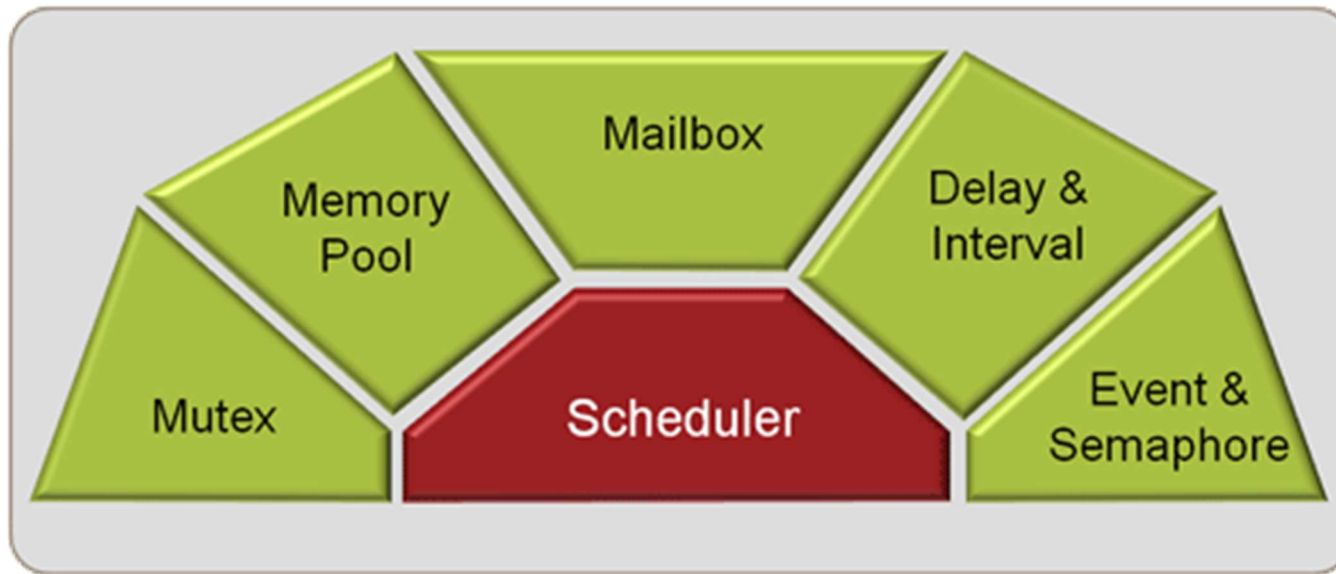 Mailbox
Memory
Pool
Delay &
Interval
Mutex
Scheduler
Event &
Semaphore